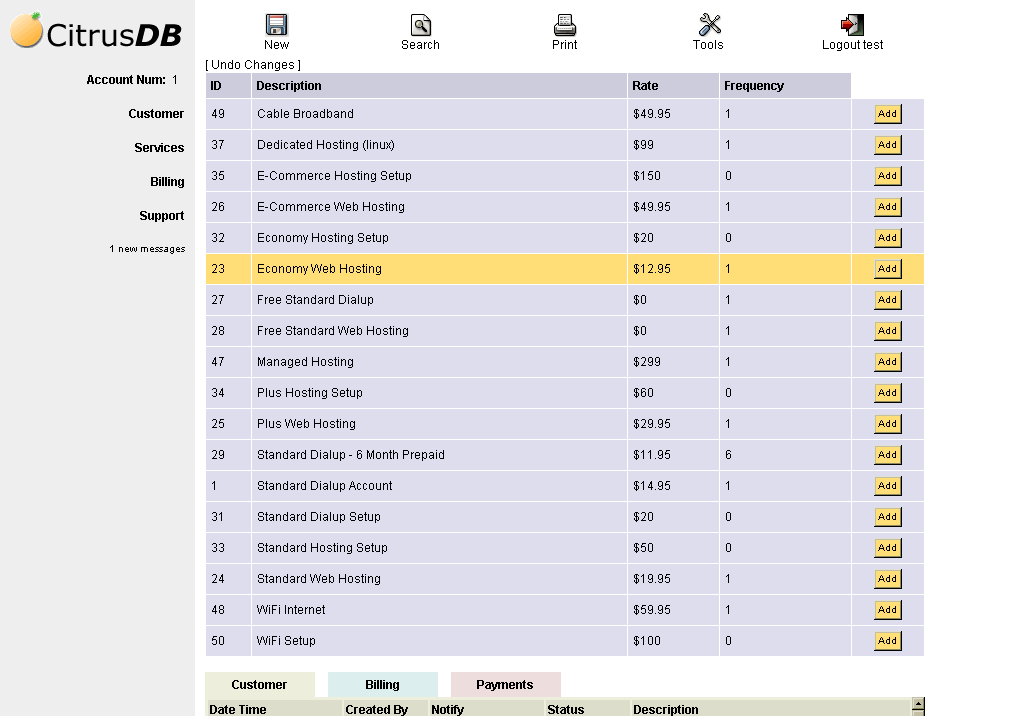 CitrusDB
New Search Print Tools Logout test
[ Undo Changes ]
Account Num: 1
Customer
Services
Billing
Support
1 new messages
ID Description Rate Frequency
49 Cable Broadband $49.95 1 Add
37 Dedicated Hosting (linux) $99 1 Add
35 E-Commerce Hosting Setup $150 0 Add
26 E-Commerce Web Hosting $49.95 1 Add
32 Economy Hosting Setup $20 0 Add
23 Economy Web Hosting $12.95 1 Add
27 Free Standard Dialup $0 1 Add
28 Free Standard Web Hosting $0 1 Add
47 Managed Hosting $299 1 Add
34 Plus Hosting Setup $60 0 Add
25 Plus Web Hosting $29.95 1 Add
29 Standard Dialup - 6 Month Prepaid $11.95 6 Add
1 Standard Dialup Account $14.95 1 Add
31 Standard Dialup Setup $20 0 Add
33 Standard Hosting Setup $50 0 Add
24 Standard Web Hosting $19.95 1 Add
48 WiFi Internet $59.95 1 Add
50 WiFi Setup $100 0 Add
Customer Billing Payments
Date Time Created By Notify Status Description